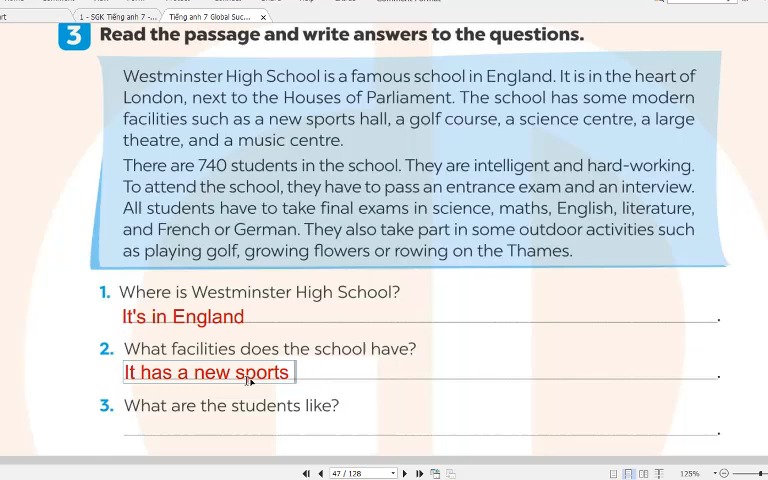 1 - SGK Tiếng anh 7 -...
Tiếng anh 7 Global Suc...
3 Read the passage and write answers to the questions.
Westminster High School is a famous school in England. It is in the heart of
London, next to the Houses of Parliament. The school has some modern
facilities such as a new sports hall, a golf course, a science centre, a large
theatre, and a music centre.
There are 740 students in the school. They are intelligent and hard-working.
To attend the school, they have to pass an entrance exam and an interview.
All students have to take final exams in science, maths, English, literature,
and French or German. They also take part in some outdoor activities such
as playing golf, growing flowers or rowing on the Thames.
1. Where is Westminster High School?
It's in England
2. What facilities does the school have?
It has a new sports
3. What are the students like?
47 / 128
125%